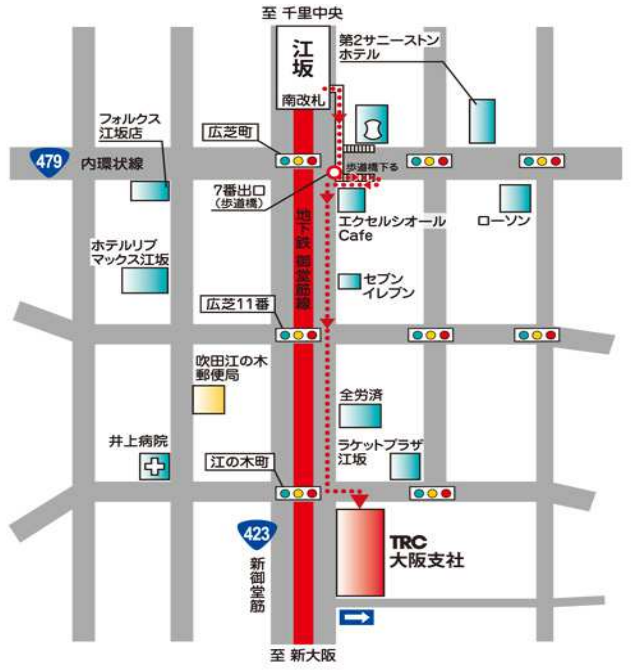 至 千里中央
江坂
南改札
第2サニーストン
ホテル
フォルクス
江坂店
広芝町
479
内環状線
7番出口
（歩道橋）
歩道橋下る
エクセルシオール
Cafe
ローソン
地下鉄 御堂筋線
ホテルリブ
マックス江坂
セブン
イレブン
広芝11番
吹田江の木
郵便局
全労済
井上病院
ラケットプラザ
江坂
江の木町
423
新御堂筋
TRC
大阪支社
至 新大阪